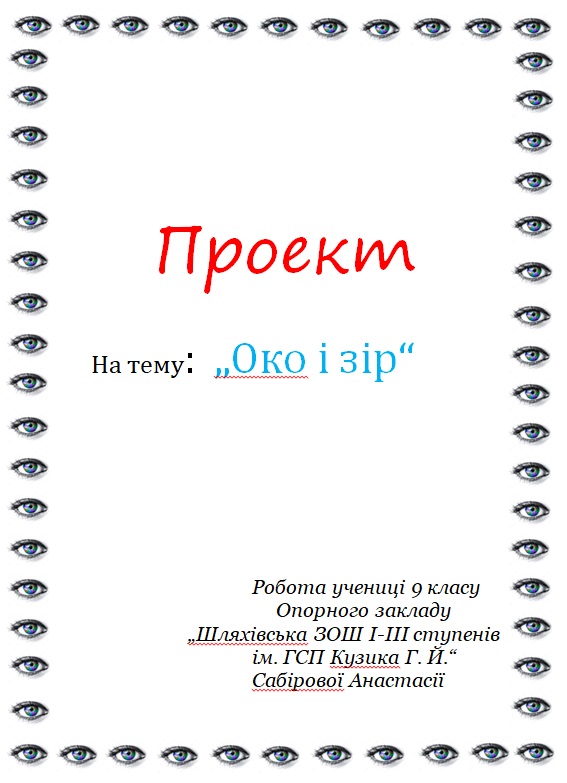 Проект
На тему: „Око і зір“
Робота учениці 9 класу
Опорного закладу
„Шляхівська ЗОШ І-ІІІ ступенів
ім. ГСП Кузика Г. Й.“
Сабірової Анастасії